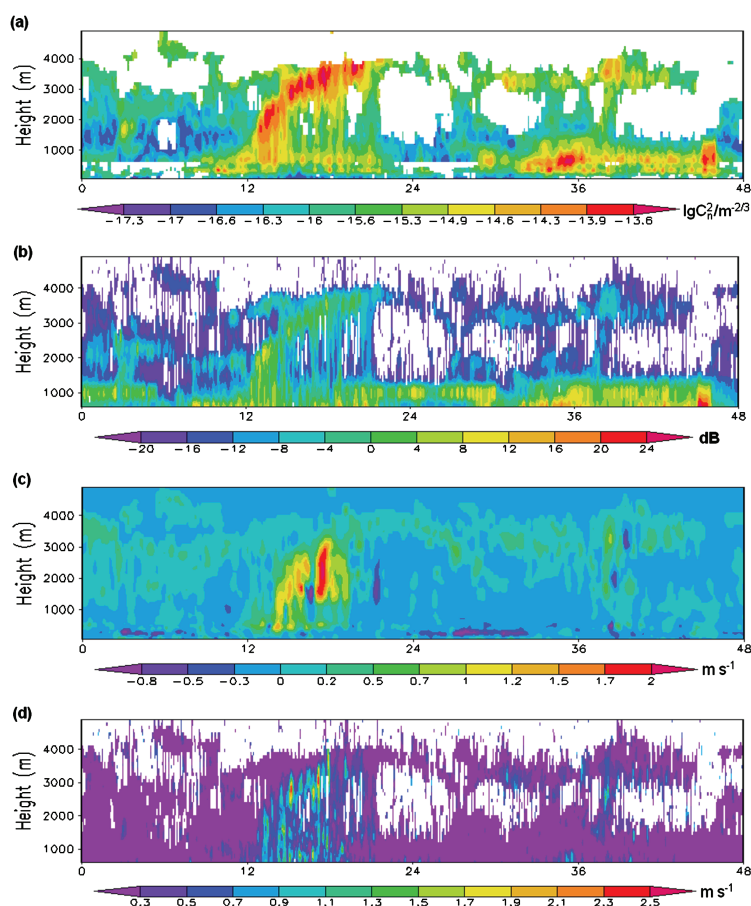 (a)
Height (m)
4000
3000
2000
1000
0 12 24 36 48
−17.3 −17 −16.6 −16.3 −16 −15.6 −15.3 −14.9 −14.6 −14.3 −13.9 −13.6 lgC²ₙ/m⁻²/³
(b)
Height (m)
4000
3000
2000
1000
0 12 24 36 48
−20 −16 −12 −8 −4 0 4 8 12 16 20 24 dB
(c)
Height (m)
4000
3000
2000
1000
0 12 24 36 48
−0.8 −0.5 −0.3 0 0.2 0.5 0.7 1 1.2 1.5 1.7 2 m s⁻¹
(d)
Height (m)
4000
3000
2000
1000
0 12 24 36 48
0.3 0.5 0.7 0.9 1.1 1.3 1.5 1.7 1.9 2.1 2.3 2.5 m s⁻¹